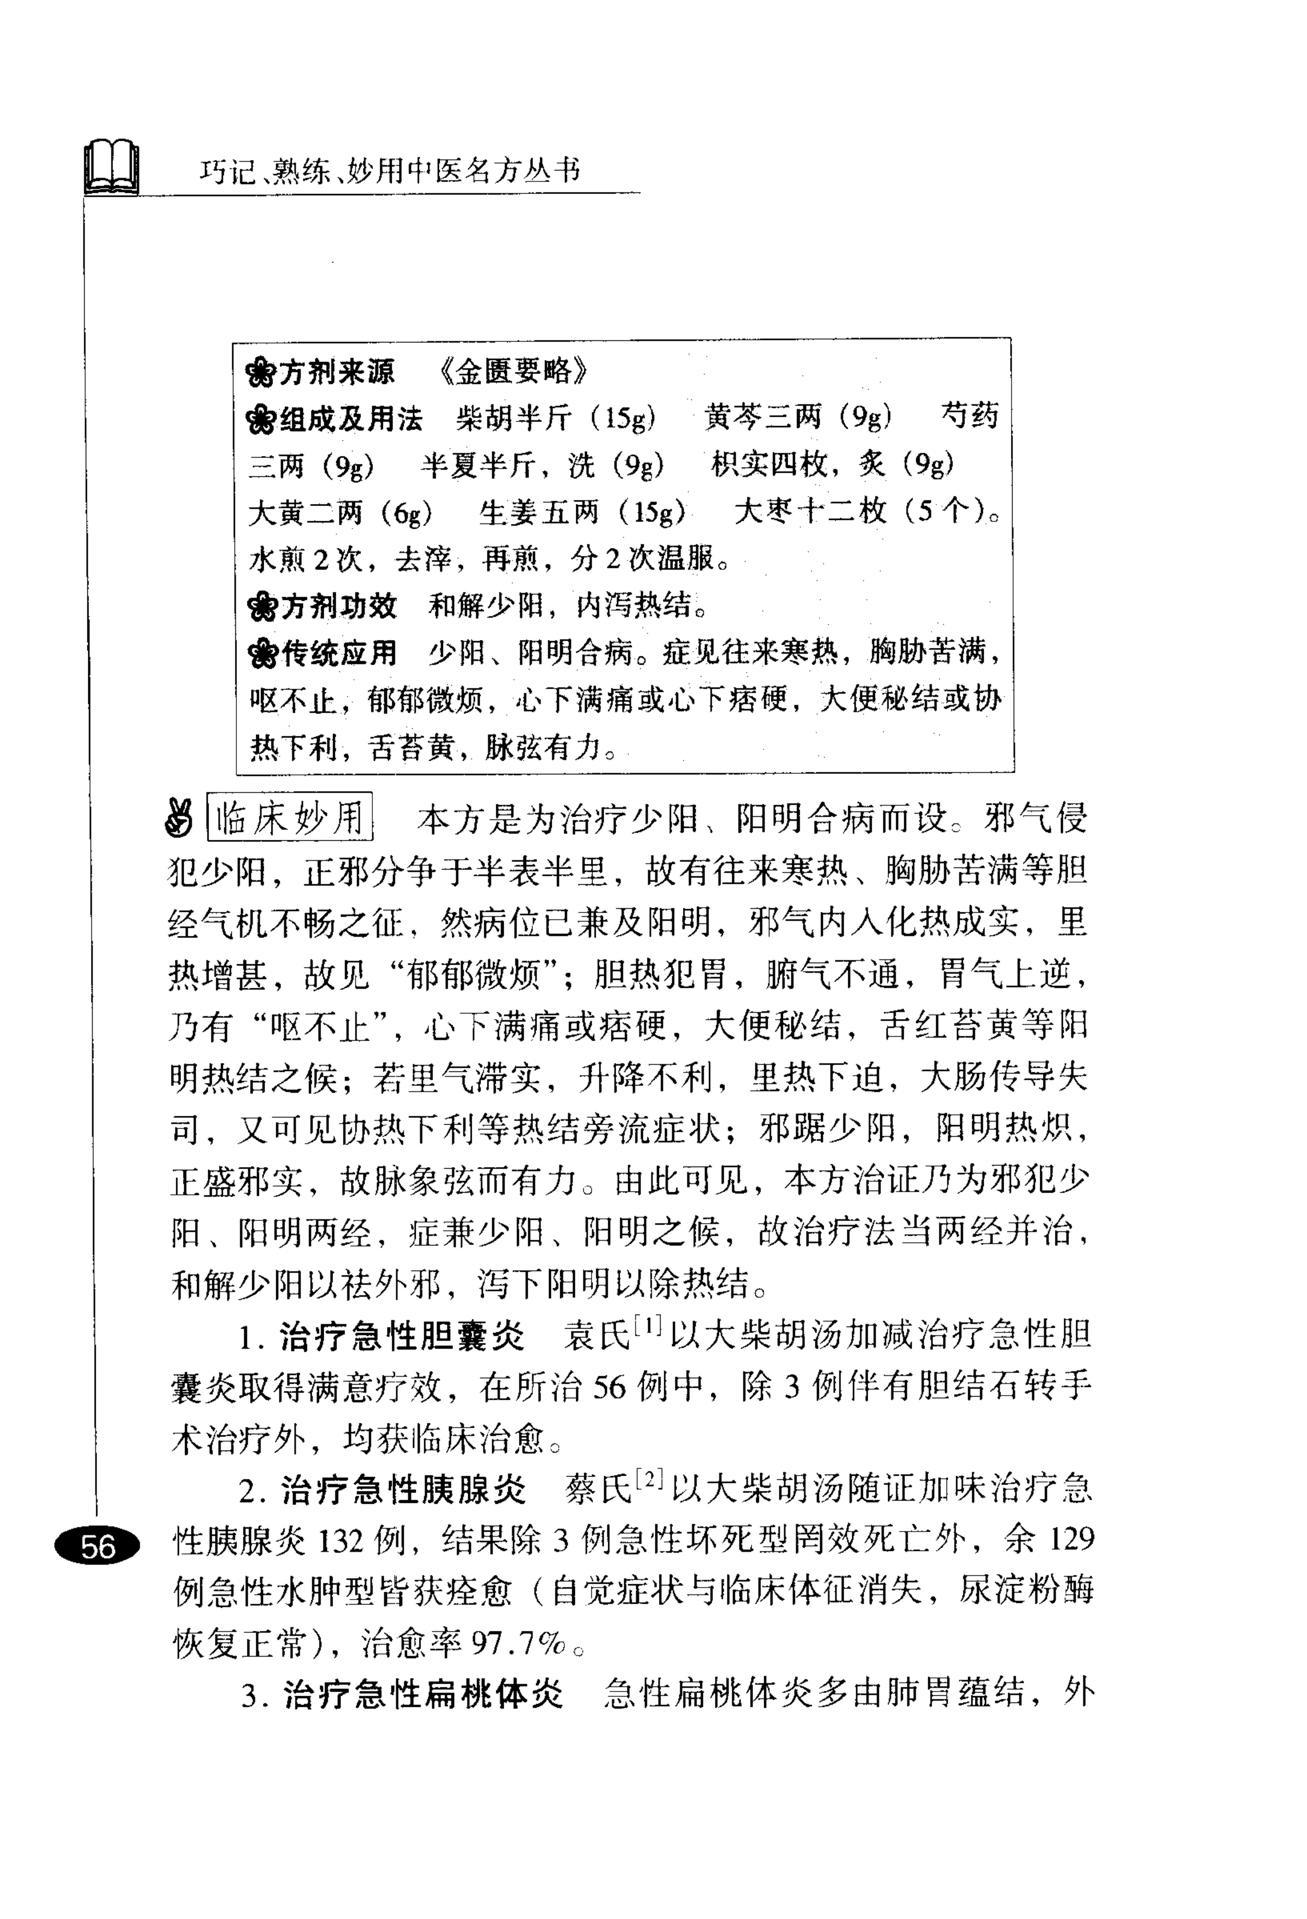 巧记、熟练、妙用中医名方丛书
方剂来源 《金匮要略》
组成及用法 柴胡半斤（15g） 黄芩三两（9g） 芍药
三两（9g） 半夏半斤，洗（9g） 枳实四枚，炙（9g）
大黄二两（6g） 生姜五两（15g） 大枣十二枚（5个）。
水煎2次，去滓，再煎，分2次温服。
方剂功效 和解少阳，内泻热结。
传统应用 少阳、阳明合病。症见往来寒热，胸胁苦满，
呕不止，郁郁微烦，心下满痛或心下痞硬，大便秘结或协
热下利，舌苔黄，脉弦有力。
临床妙用 本方是为治疗少阳、阳明合病而设。邪气侵
犯少阳，正邪分争于半表半里，故有往来寒热、胸胁苦满等胆
经气机不畅之征，然病位已兼及阳明，邪气内入化热成实，里
热增甚，故见“郁郁微烦”；胆热犯胃，腑气不通，胃气上逆，
乃有“呕不止”，心下满痛或痞硬，大便秘结，舌红苔黄等阳
明热结之候；若里气滞实，升降不利，里热下迫，大肠传导失
司，又可见协热下利等热结旁流症状；邪踞少阳，阳明热炽，
正盛邪实，故脉象弦而有力。由此可见，本方治证乃为邪犯少
阳、阳明两经，症兼少阳、阳明之候，故治疗法当两经并治，
和解少阳以祛外邪，泻下阳明以除热结。
1. 治疗急性胆囊炎 袁氏[1]以大柴胡汤加减治疗急性胆
囊炎取得满意疗效，在所治56例中，除3例伴有胆结石转手
术治疗外，均获临床治愈。
2. 治疗急性胰腺炎 蔡氏[2]以大柴胡汤随证加味治疗急
性胰腺炎132例，结果除3例急性坏死型罔效死亡外，余129
例急性水肿型皆获痊愈（自觉症状与临床体征消失，尿淀粉酶
恢复正常），治愈率97.7%。
3. 治疗急性扁桃体炎 急性扁桃体炎多由肺胃蕴结，外
56